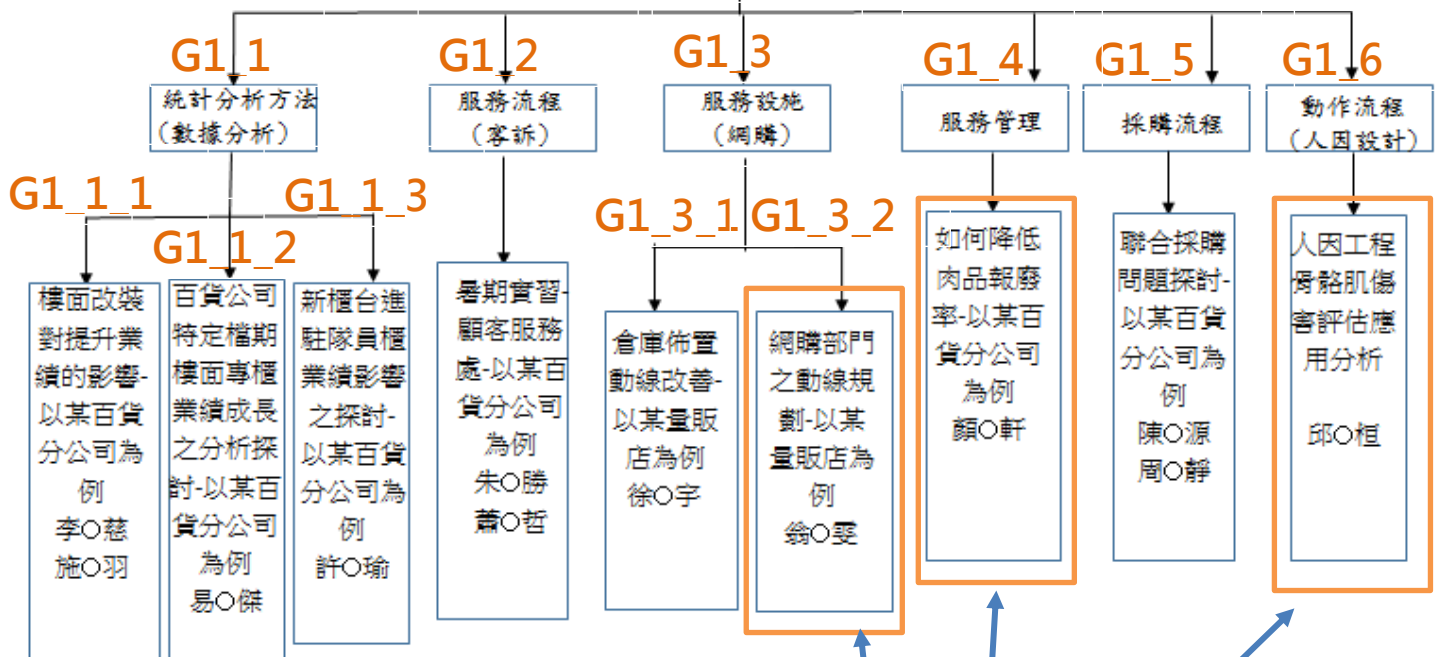 G1_1
統計分析方法
(數據分析)
G1_2
服務流程
(客訴)
G1_3
服務設施
(網購)
G1_4
服務管理
G1_5
採購流程
G1_6
動作流程
(人因設計)
G1_1_1
樓面改裝
對提升業
績的影響-
以某百貨
分公司為
例
李○慈
施○羽
G1_1_2
百貨公司
特定檔期
樓面專櫃
業績成長
之分析探
討-以某百
貨分公司
為例
易○傑
G1_1_3
新櫃台進
駐隊員櫃
業績影響
之探討-
以某百貨
分公司為
例
許○瑜
暑期實習-
顧客服務
處-以某百
貨分公司
為例
朱○勝
蕭○哲
G1_3_1
倉庫佈置
動線改善-
以某量販
店為例
徐○宇
G1_3_2
網購部門
之動線規
劃-以某
量販店為
例
翁○雯
如何降低
肉品報廢
率-以某百
貨分公司
為例
顏○軒
聯合採購
問題探討-
以某百貨
分公司為
例
陳○源
周○靜
人因工程
骨骼肌傷
害評估應
用分析
邱○桓